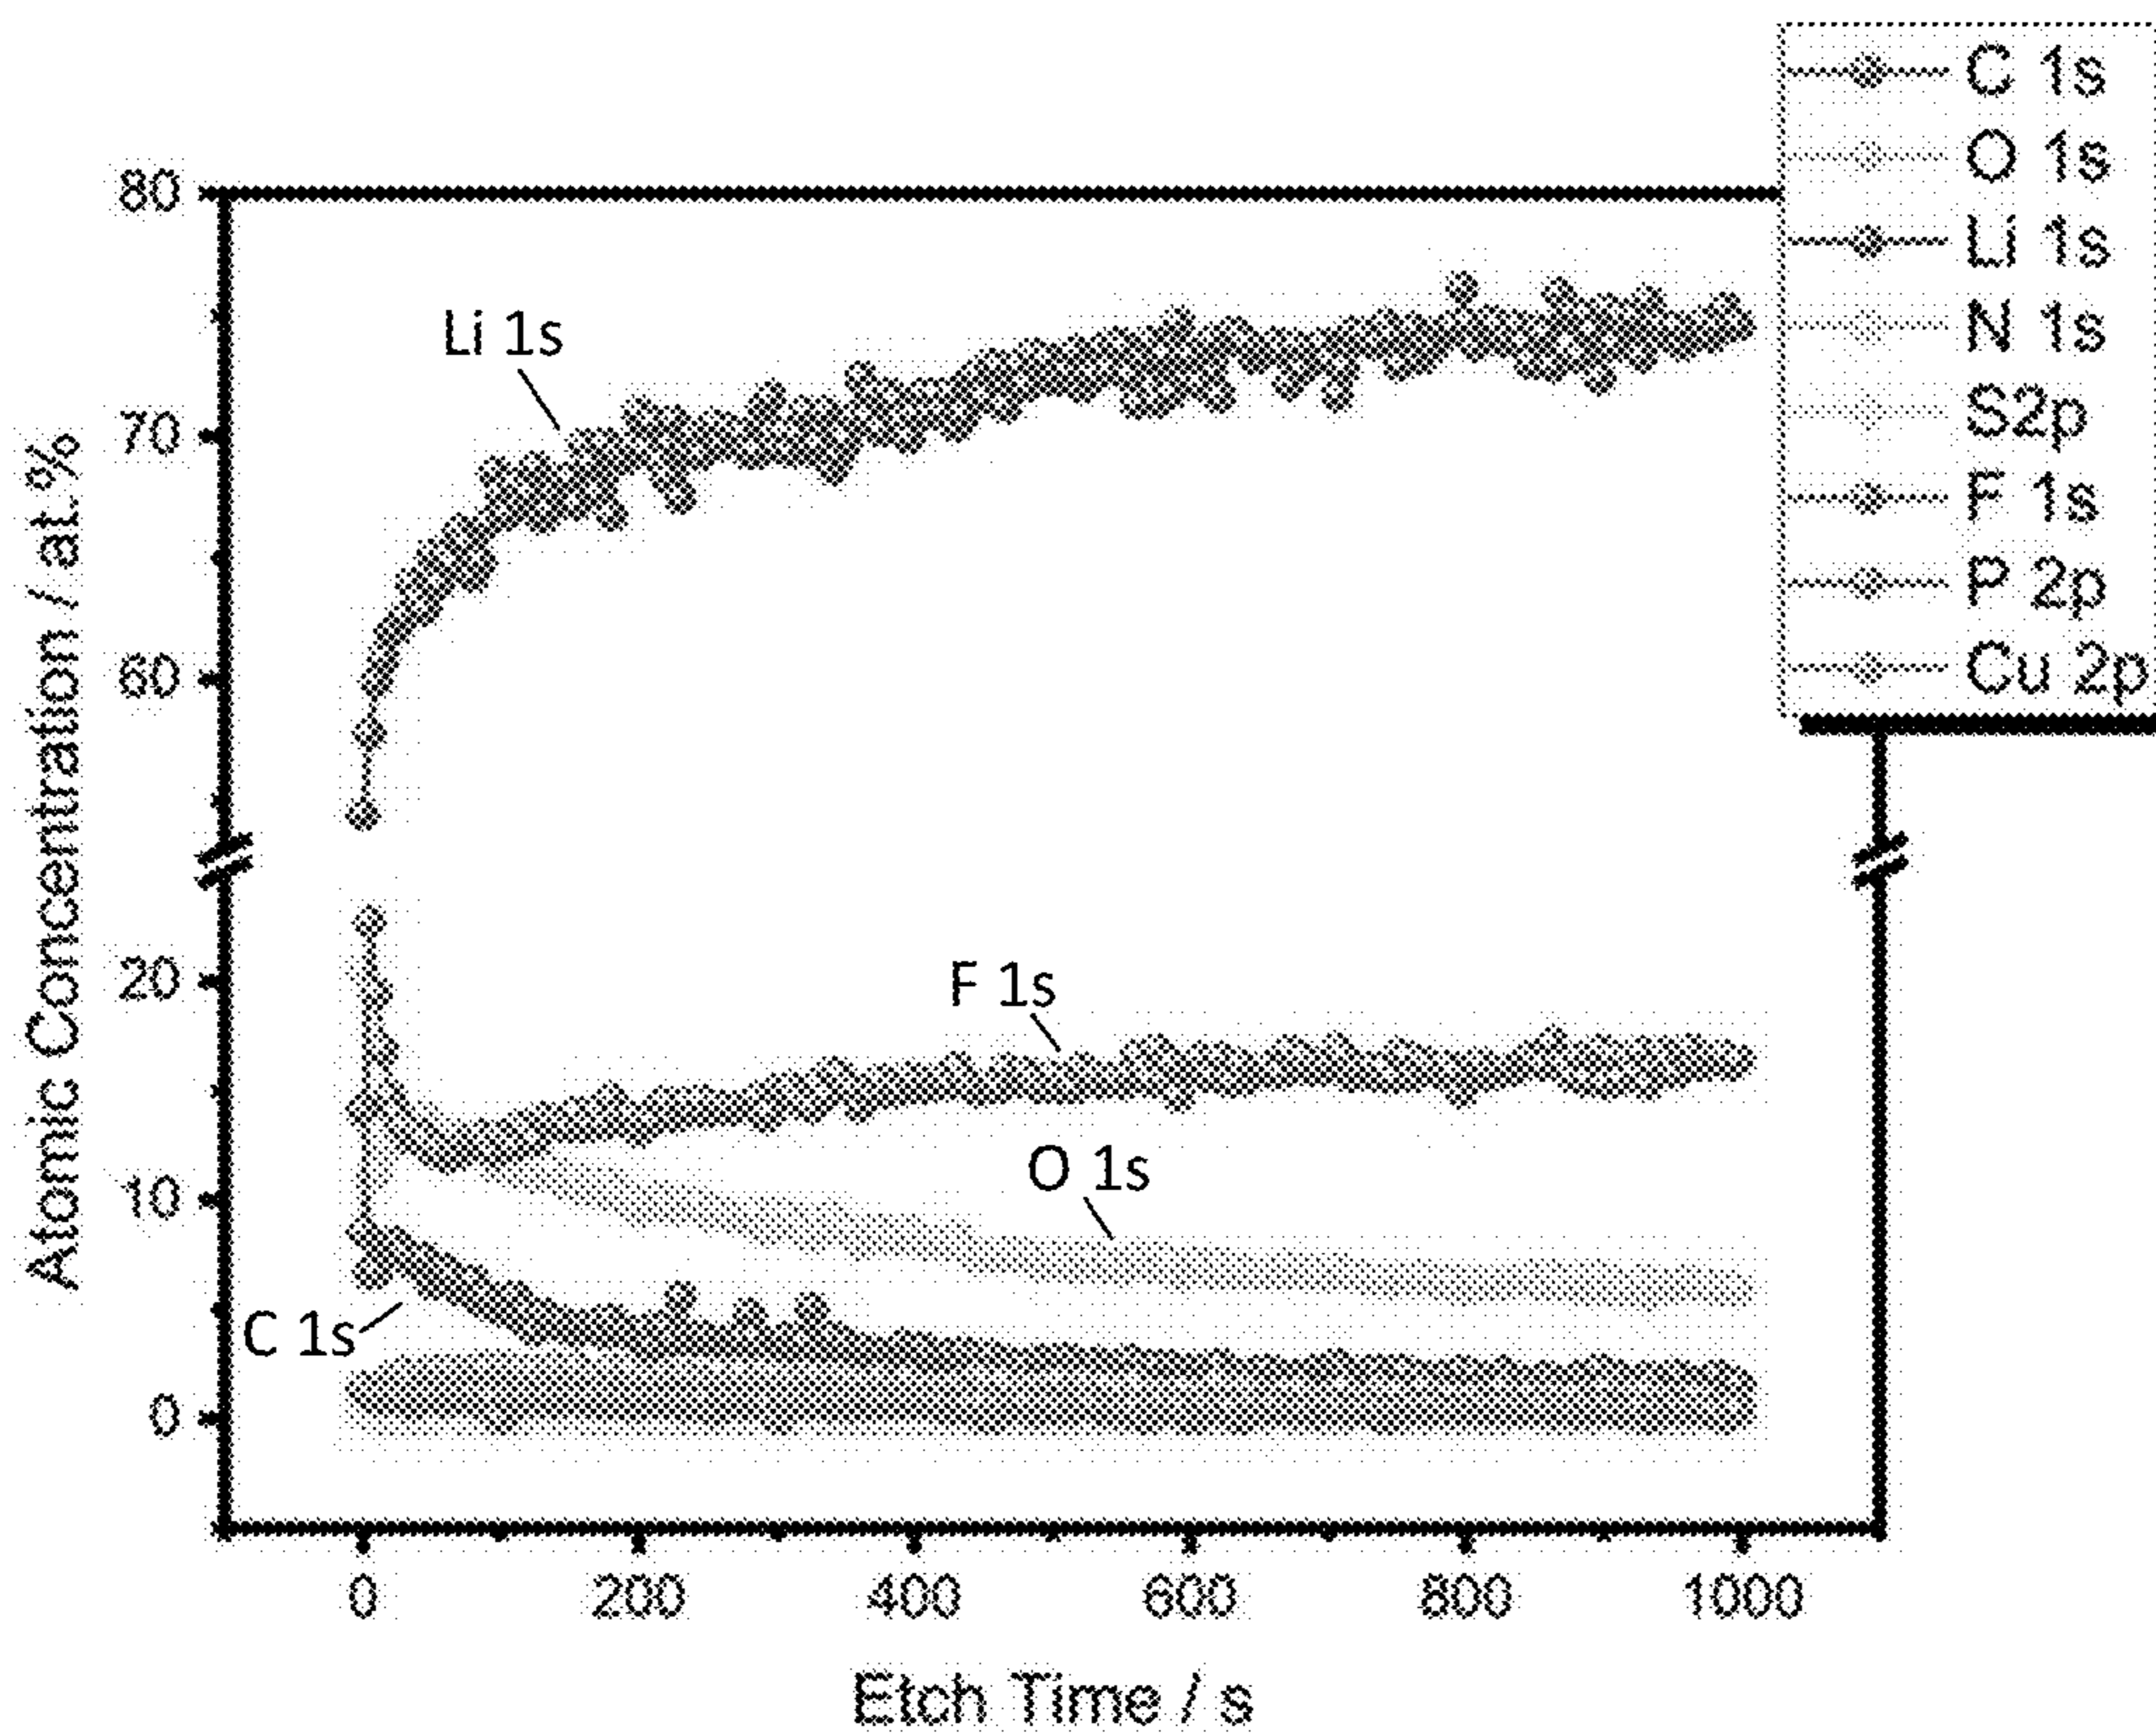 C 1s
O 1s
Li 1s
N 1s
S2p
F 1s
P 2p
Cu 2p
80
70
60
20
10
0
Atomic Concentration / at.%
Li 1s
F 1s
O 1s
C 1s
0
200
400
600
800
1000
Etch Time / s